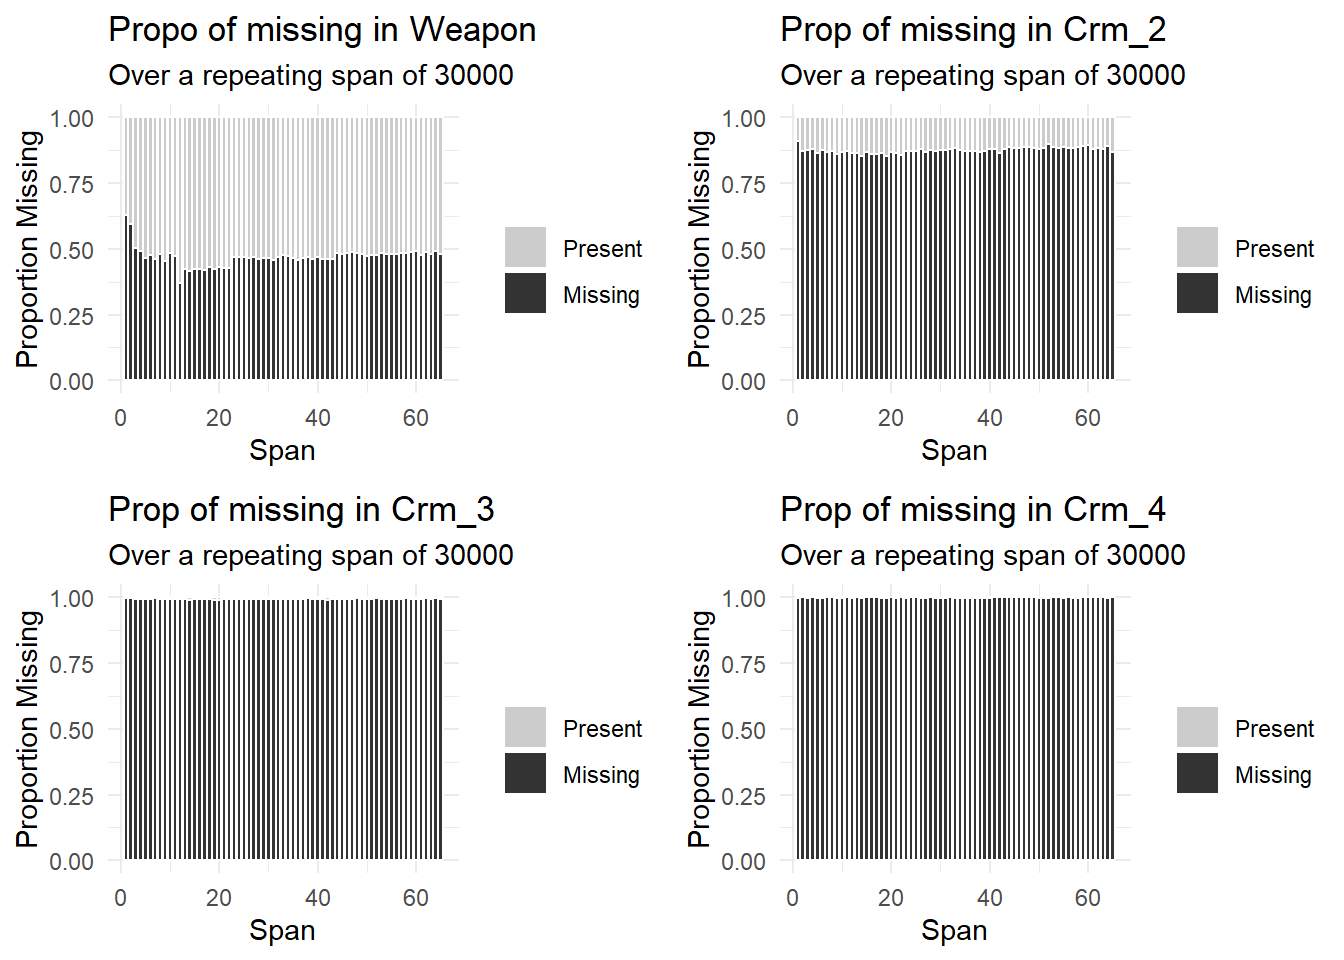 Propo of missing in Weapon
Over a repeating span of 30000
Proportion Missing
1.00
0.75
0.50
0.25
0.00
0
20
40
60
Span
Present
Missing
Prop of missing in Crm_2
Over a repeating span of 30000
Proportion Missing
1.00
0.75
0.50
0.25
0.00
0
20
40
60
Span
Present
Missing
Prop of missing in Crm_3
Over a repeating span of 30000
Proportion Missing
1.00
0.75
0.50
0.25
0.00
0
20
40
60
Span
Present
Missing
Prop of missing in Crm_4
Over a repeating span of 30000
Proportion Missing
1.00
0.75
0.50
0.25
0.00
0
20
40
60
Span
Present
Missing